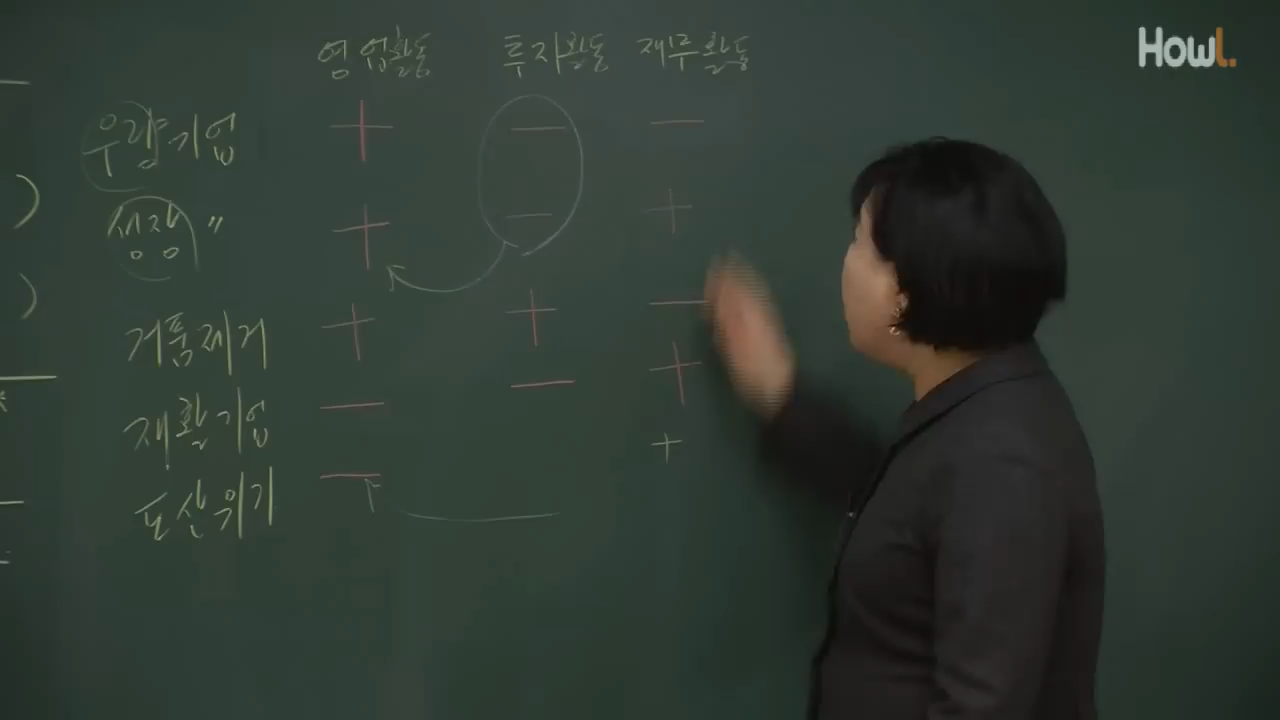 Howl.
영업활동 투자활동 재무활동
우량기업 + − −
성장 〃 + − +
거품제거 + + −
재활기업 − − +
도산위기 − +